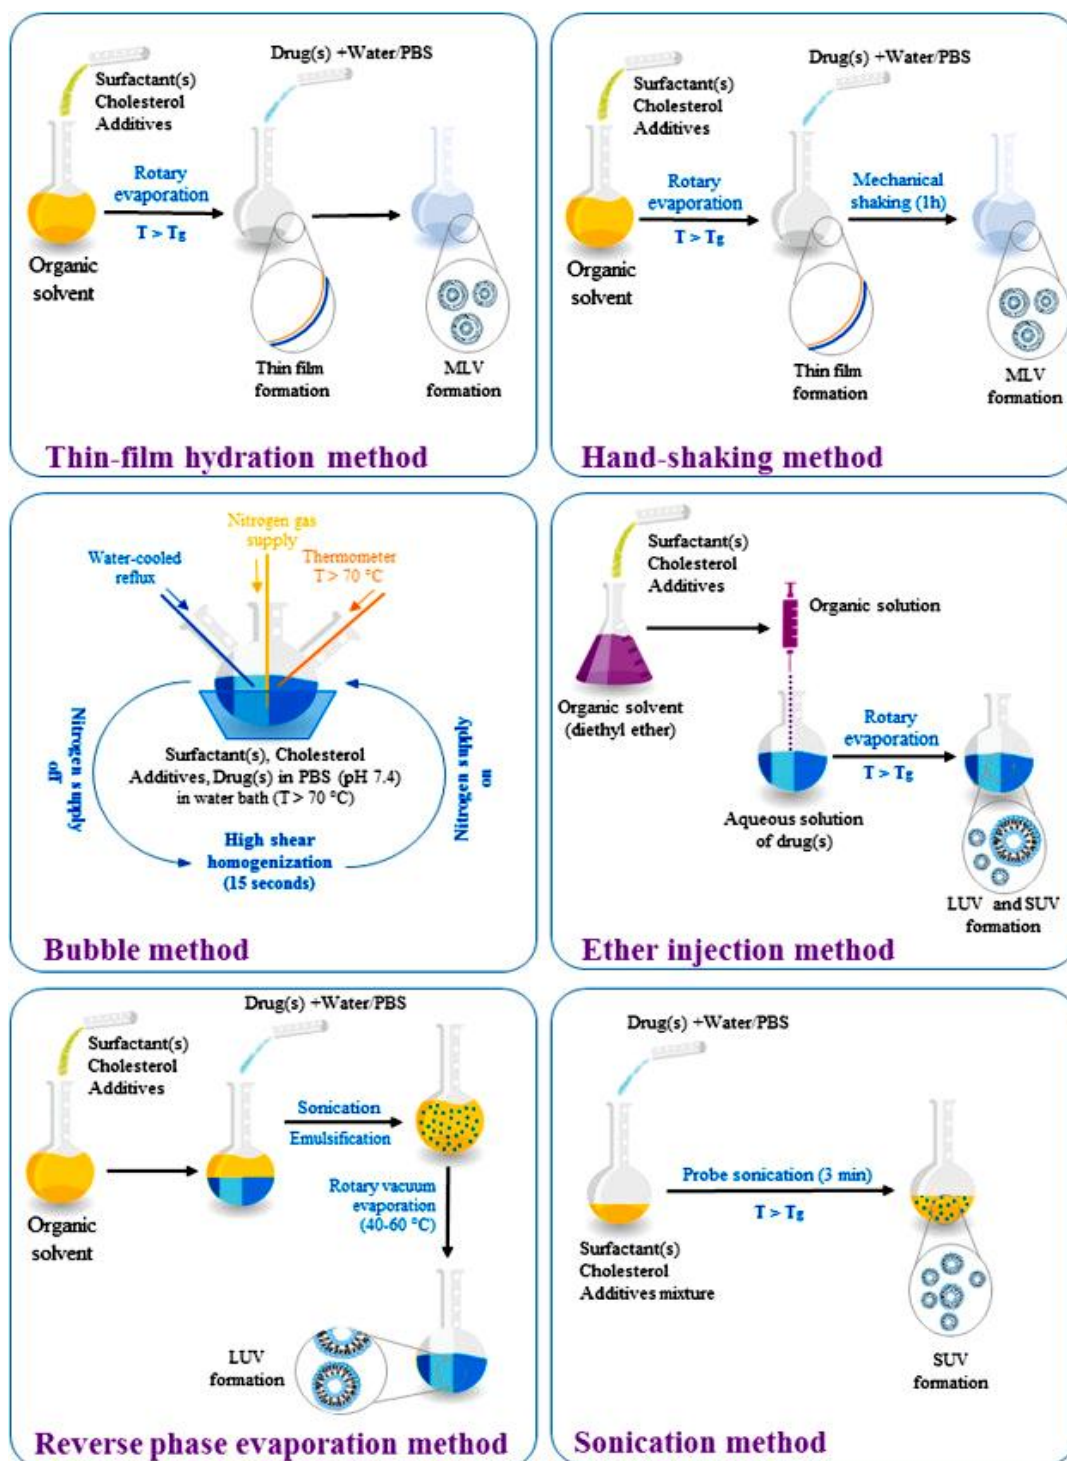 Surfactant(s)
Cholesterol
Additives
Drug(s) +Water/PBS
Rotary
evaporation
T > Tg
Organic
solvent
Thin film
formation
MLV
formation
Thin-film hydration method
Surfactant(s)
Cholesterol
Additives
Drug(s) +Water/PBS
Rotary
evaporation
T > Tg
Mechanical
shaking (1h)
Organic
solvent
Thin film
formation
MLV
formation
Hand-shaking method
Nitrogen gas
supply
Water-cooled
reflux
Thermometer
T > 70 °C
Nitrogen supply
off
Surfactant(s), Cholesterol
Additives, Drug(s) in PBS (pH 7.4)
in water bath (T > 70 °C)
Nitrogen supply
on
High shear
homogenization
(15 seconds)
Bubble method
Surfactant(s)
Cholesterol
Additives
Organic solution
Organic solvent
(diethyl ether)
Rotary
evaporation
T > Tg
Aqueous solution
of drug(s)
LUV and SUV
formation
Ether injection method
Drug(s) +Water/PBS
Surfactant(s)
Cholesterol
Additives
Sonication
Emulsification
Organic
solvent
Rotary vacuum
evaporation
(40-60 °C)
LUV
formation
Reverse phase evaporation method
Drug(s) +Water/PBS
Probe sonication (3 min)
T > Tg
Surfactant(s)
Cholesterol
Additives mixture
SUV
formation
Sonication method